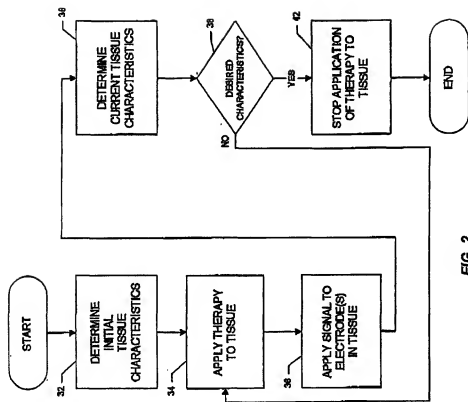 START
32
DETERMINE
INITIAL
TISSUE
CHARACTERISTICS
34
APPLY THERAPY
TO TISSUE
36
APPLY SIGNAL TO
ELECTRODE(S)
IN TISSUE
38
DETERMINE
CURRENT TISSUE
CHARACTERISTICS
DESIRED
CHARACTERISTICS?
NO
YES
42
STOP APPLICATION
OF THERAPY TO
TISSUE
END
FIG. 2